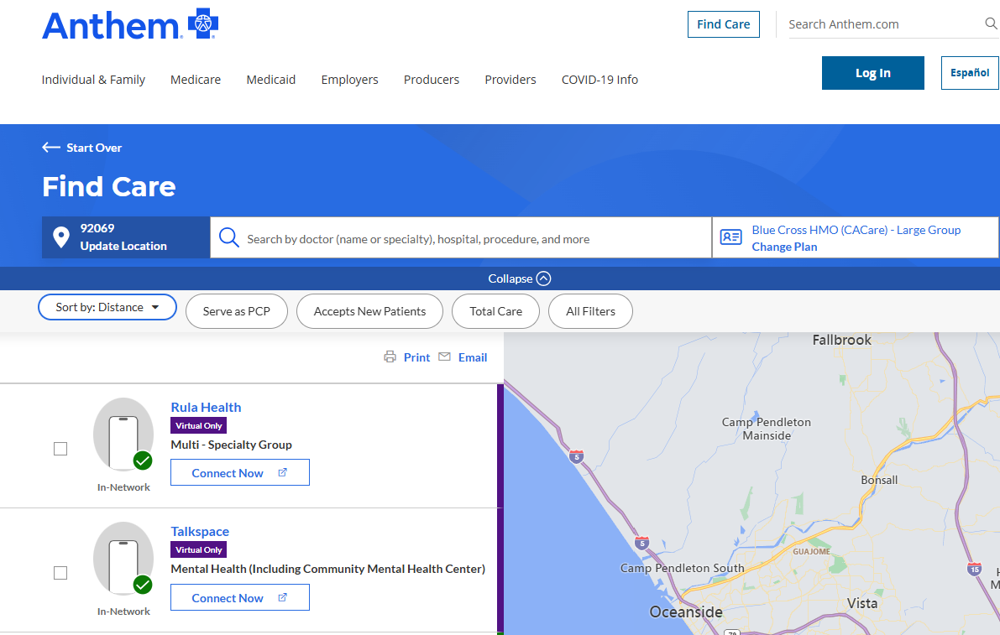 Anthem
Find Care
Search Anthem.com
Individual & Family
Medicare
Medicaid
Employers
Producers
Providers
COVID-19 Info
Log In
Español
Start Over
Find Care
92069
Update Location
Search by doctor (name or specialty), hospital, procedure, and more
Blue Cross HMO (CACare) - Large Group
Change Plan
Collapse
Sort by: Distance
Serve as PCP
Accepts New Patients
Total Care
All Filters
Print
Email
Rula Health
Virtual Only
Multi - Specialty Group
Connect Now
In-Network
Talkspace
Virtual Only
Mental Health (Including Community Mental Health Center)
Connect Now
In-Network
Fallbrook
Camp Pendleton
Mainside
5
Bonsall
5
GUAJOME
Camp Pendleton South
15
H
M
Vista
Oceanside